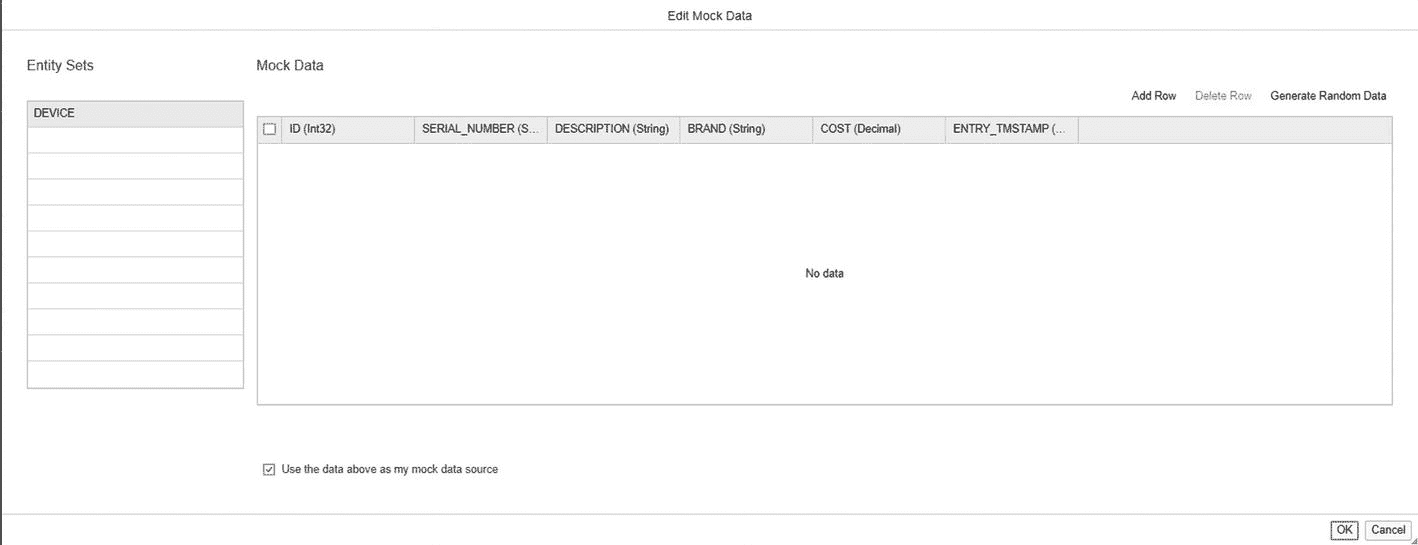 Edit Mock Data
Entity Sets
Mock Data
Add Row Delete Row Generate Random Data
DEVICE
ID (Int32) SERIAL_NUMBER (S... DESCRIPTION (String) BRAND (String) COST (Decimal) ENTRY_TMSTAMP (...
No data
Use the data above as my mock data source
OK Cancel